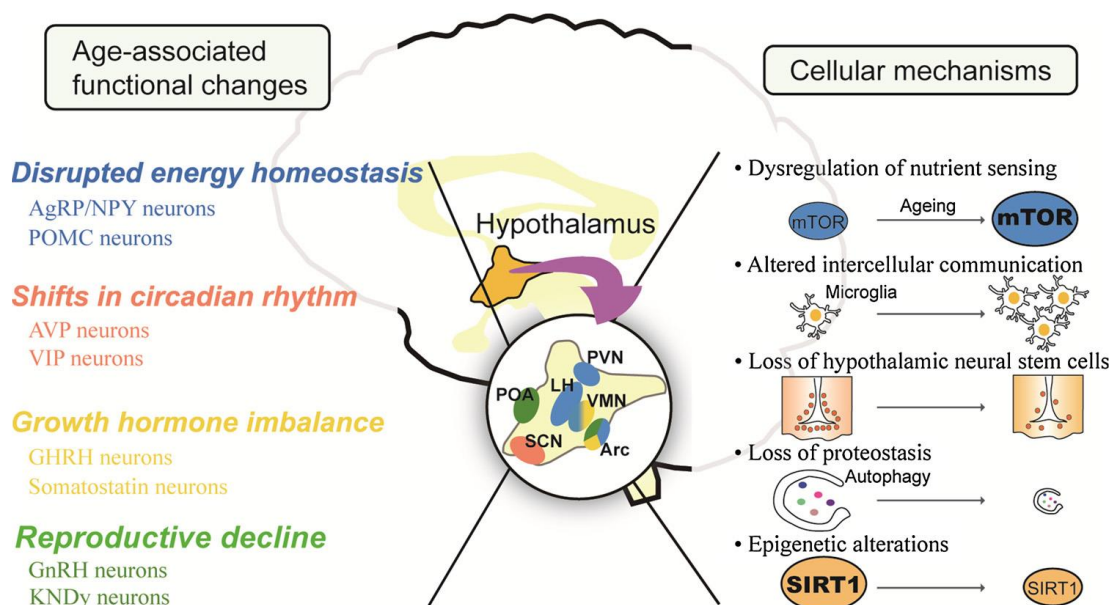 Age-associated
functional changes
Disrupted energy homeostasis
AgRP/NPY neurons
POMC neurons
Shifts in circadian rhythm
AVP neurons
VIP neurons
Growth hormone imbalance
GHRH neurons
Somatostatin neurons
Reproductive decline
GnRH neurons
KNDy neurons
Hypothalamus
PVN
LH
POA
VMN
SCN
Arc
Cellular mechanisms
• Dysregulation of nutrient sensing
mTOR
Ageing
mTOR
• Altered intercellular communication
Microglia
• Loss of hypothalamic neural stem cells
• Loss of proteostasis
Autophagy
• Epigenetic alterations
SIRT1
SIRT1